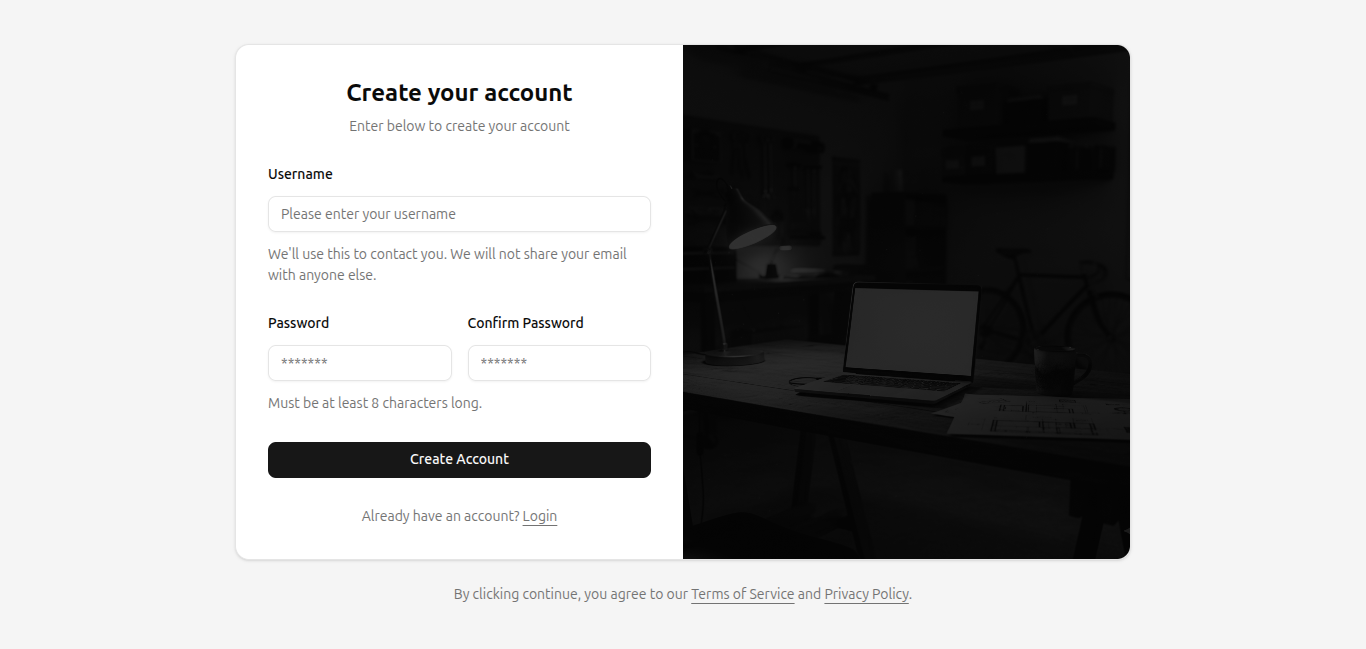 Create your account
Enter below to create your account
Username
Please enter your username
We'll use this to contact you. We will not share your email
with anyone else.
Password
Confirm Password
*******
*******
Must be at least 8 characters long.
Create Account
Already have an account? Login
By clicking continue, you agree to our Terms of Service and Privacy Policy.